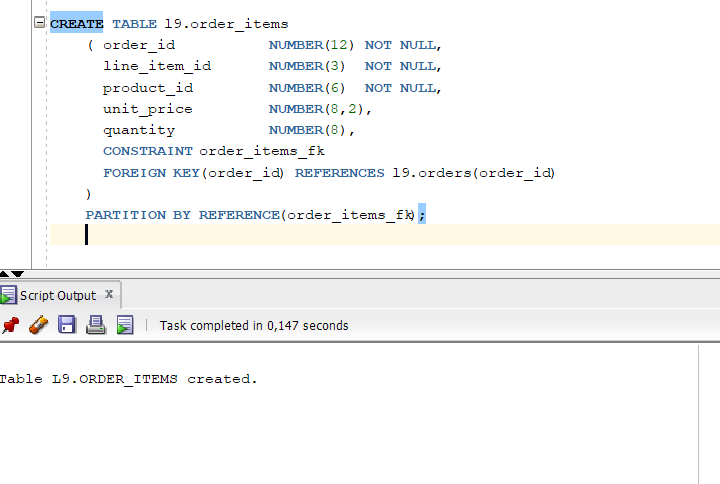 CREATE TABLE l9.order_items
( order_id NUMBER(12) NOT NULL,
line_item_id NUMBER(3) NOT NULL,
product_id NUMBER(6) NOT NULL,
unit_price NUMBER(8,2),
quantity NUMBER(8),
CONSTRAINT order_items_fk
FOREIGN KEY(order_id) REFERENCES l9.orders(order_id)
)
PARTITION BY REFERENCE(order_items_fk);
Script Output x
Task completed in 0,147 seconds
Table L9.ORDER_ITEMS created.